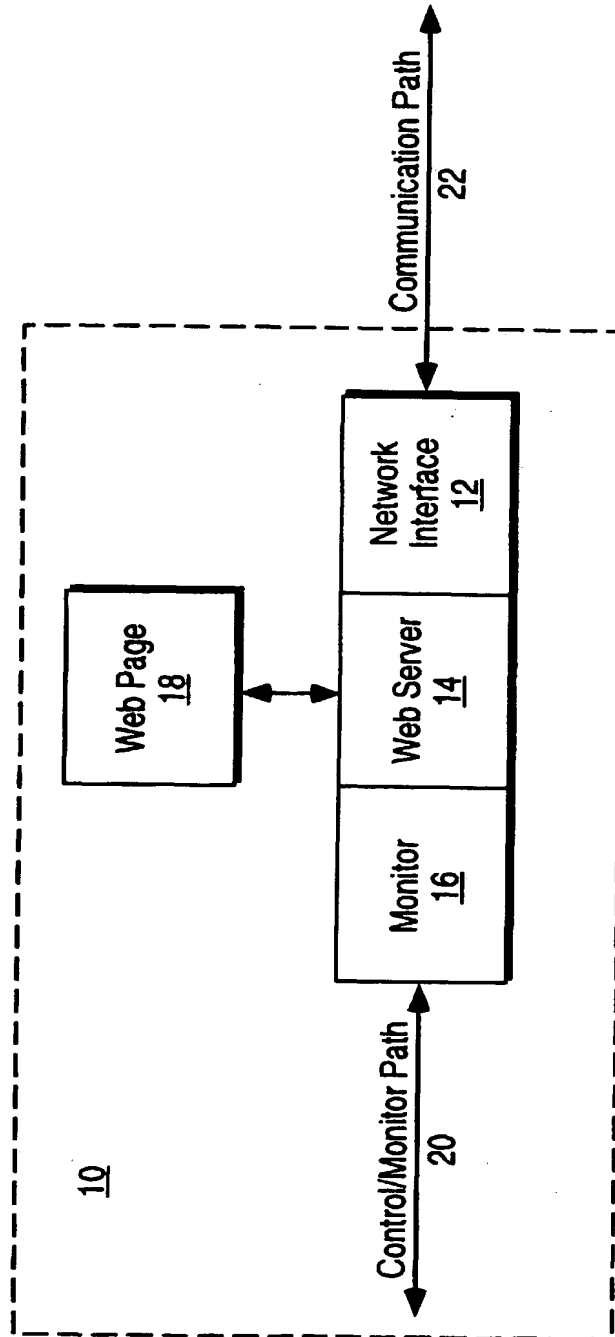 10
Web Page
18
Control/Monitor Path
20
Monitor
16
Web Server
14
Network
Interface
12
Communication Path
22